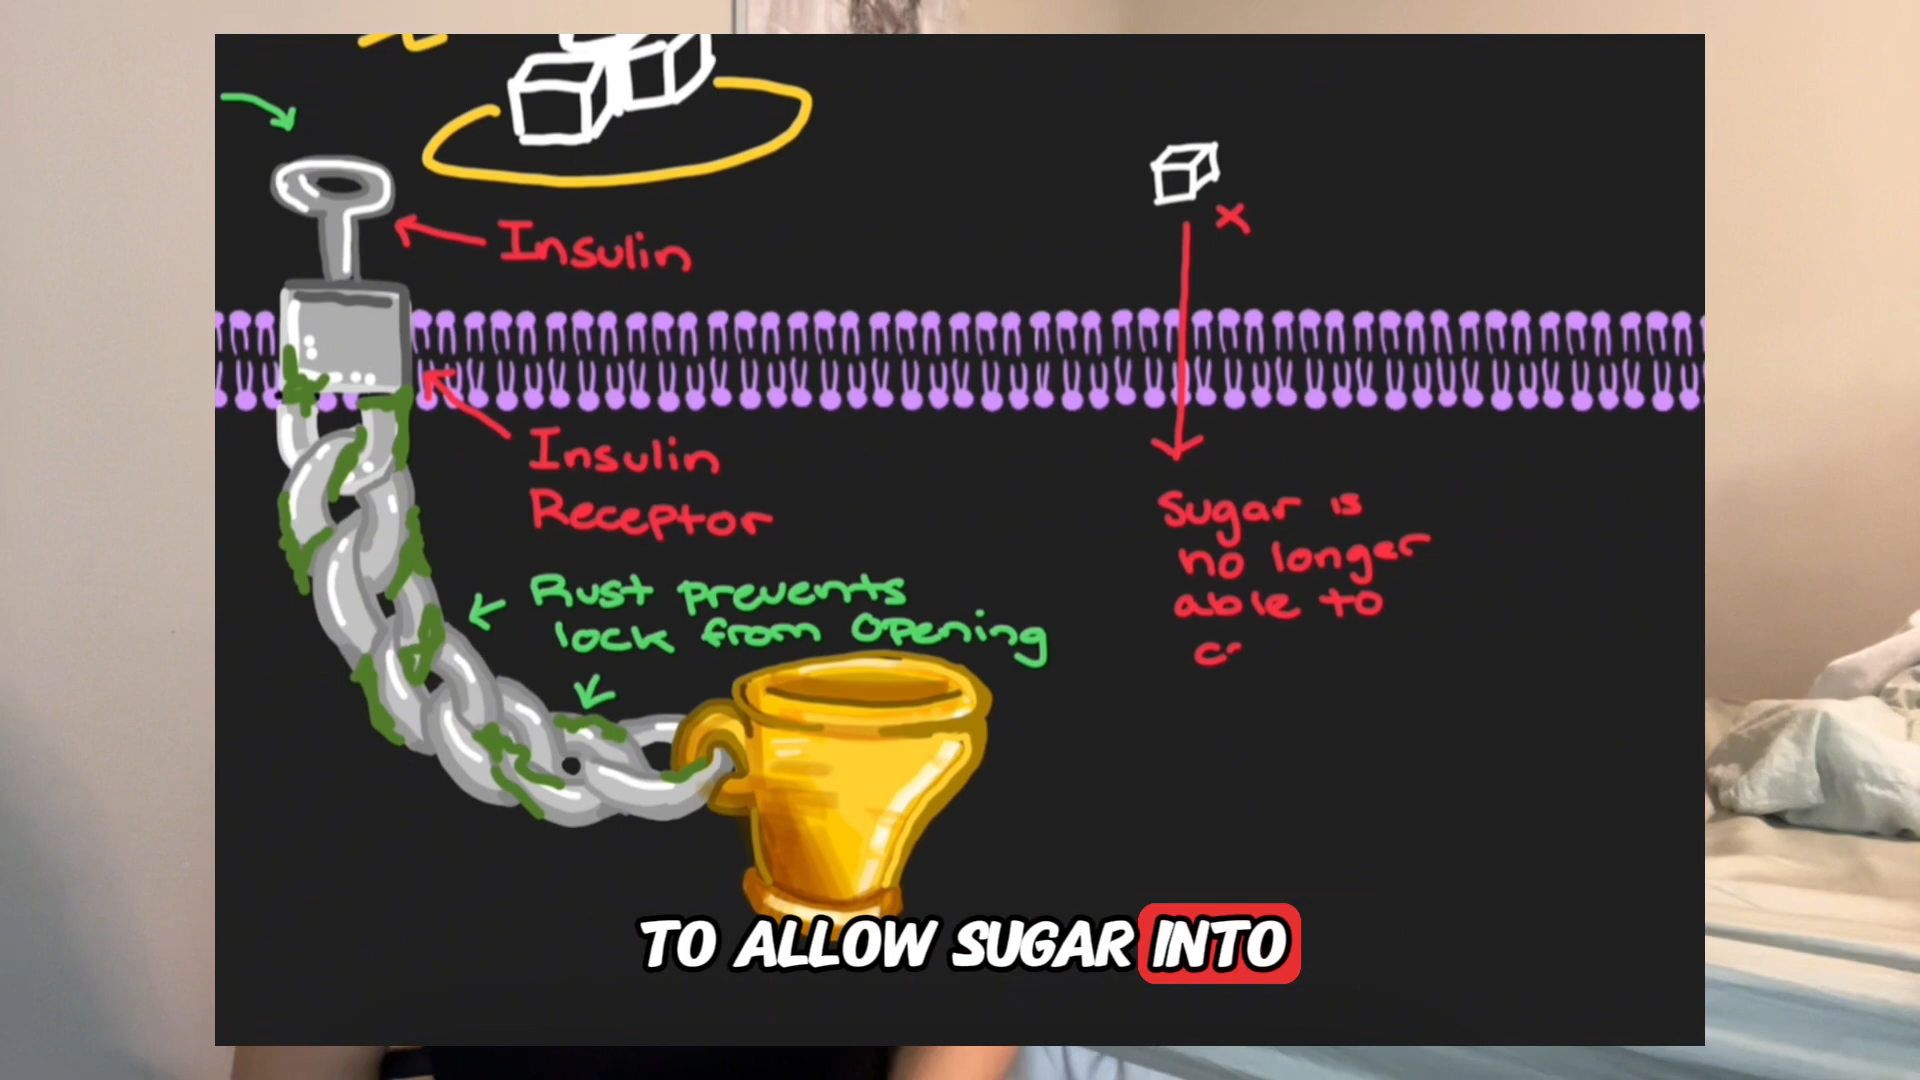 Insulin
Insulin
Receptor
Rust prevents
lock from opening
x
Sugar is
no longer
able to
TO ALLOW SUGAR INTO